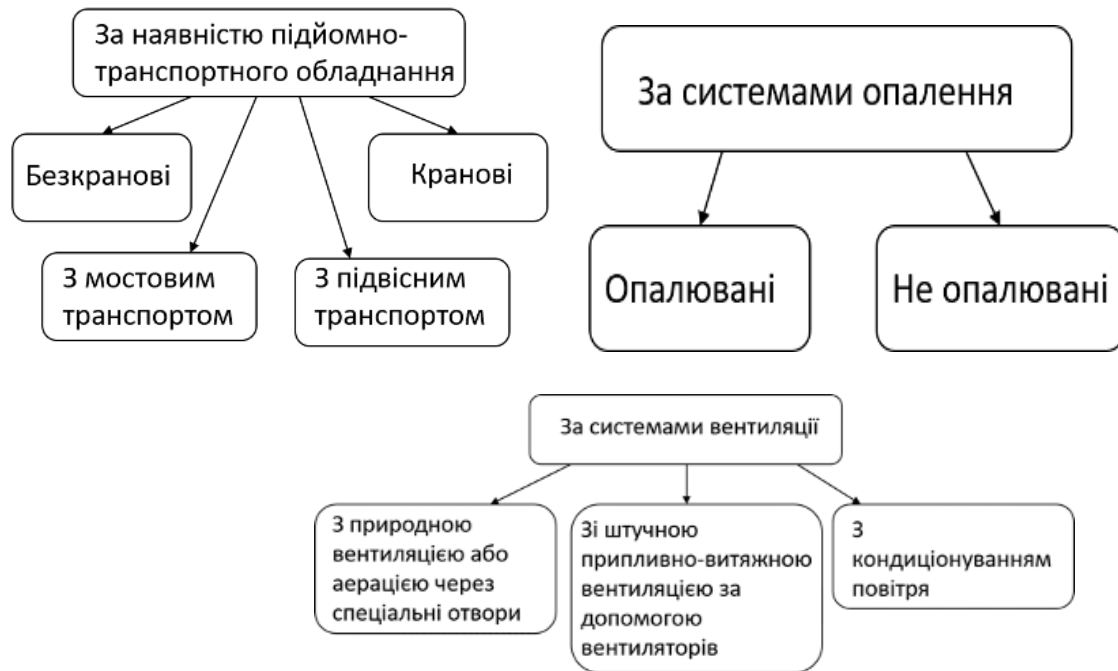 За наявністю підйомно-
транспортного обладнання
Безкранові
Кранові
З мостовим
транспортом
З підвісним
транспортом
За системами опалення
Опалювані
Не опалювані
За системами вентиляції
З природною
вентиляцією або
аерацією через
спеціальні отвори
Зі штучною
припливно-витяжною
вентиляцією за
допомогою
вентиляторів
З
кондиціонуванням
повітря